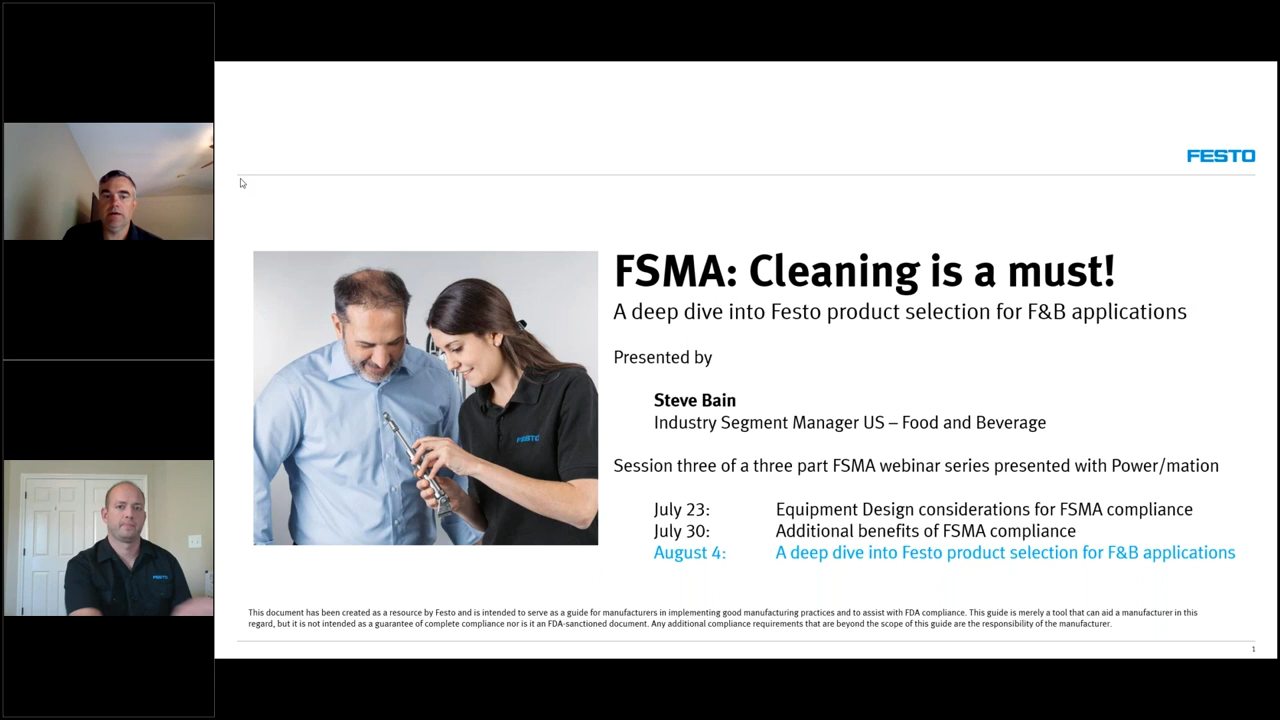 FESTO
FSMA: Cleaning is a must!
A deep dive into Festo product selection for F&B applications
Presented by
Steve Bain
Industry Segment Manager US – Food and Beverage
Session three of a three part FSMA webinar series presented with Power/mation
July 23: Equipment Design considerations for FSMA compliance
July 30: Additional benefits of FSMA compliance
August 4: A deep dive into Festo product selection for F&B applications
This document has been created as a resource by Festo and is intended to serve as a guide for manufacturers in implementing good manufacturing practices and to assist with FDA compliance. This guide is merely a tool that can aid a manufacturer in this
regard, but it is not intended as a guarantee of complete compliance nor is it an FDA-sanctioned document. Any additional compliance requirements that are beyond the scope of this guide are the responsibility of the manufacturer.
1
FESTO
FESTO